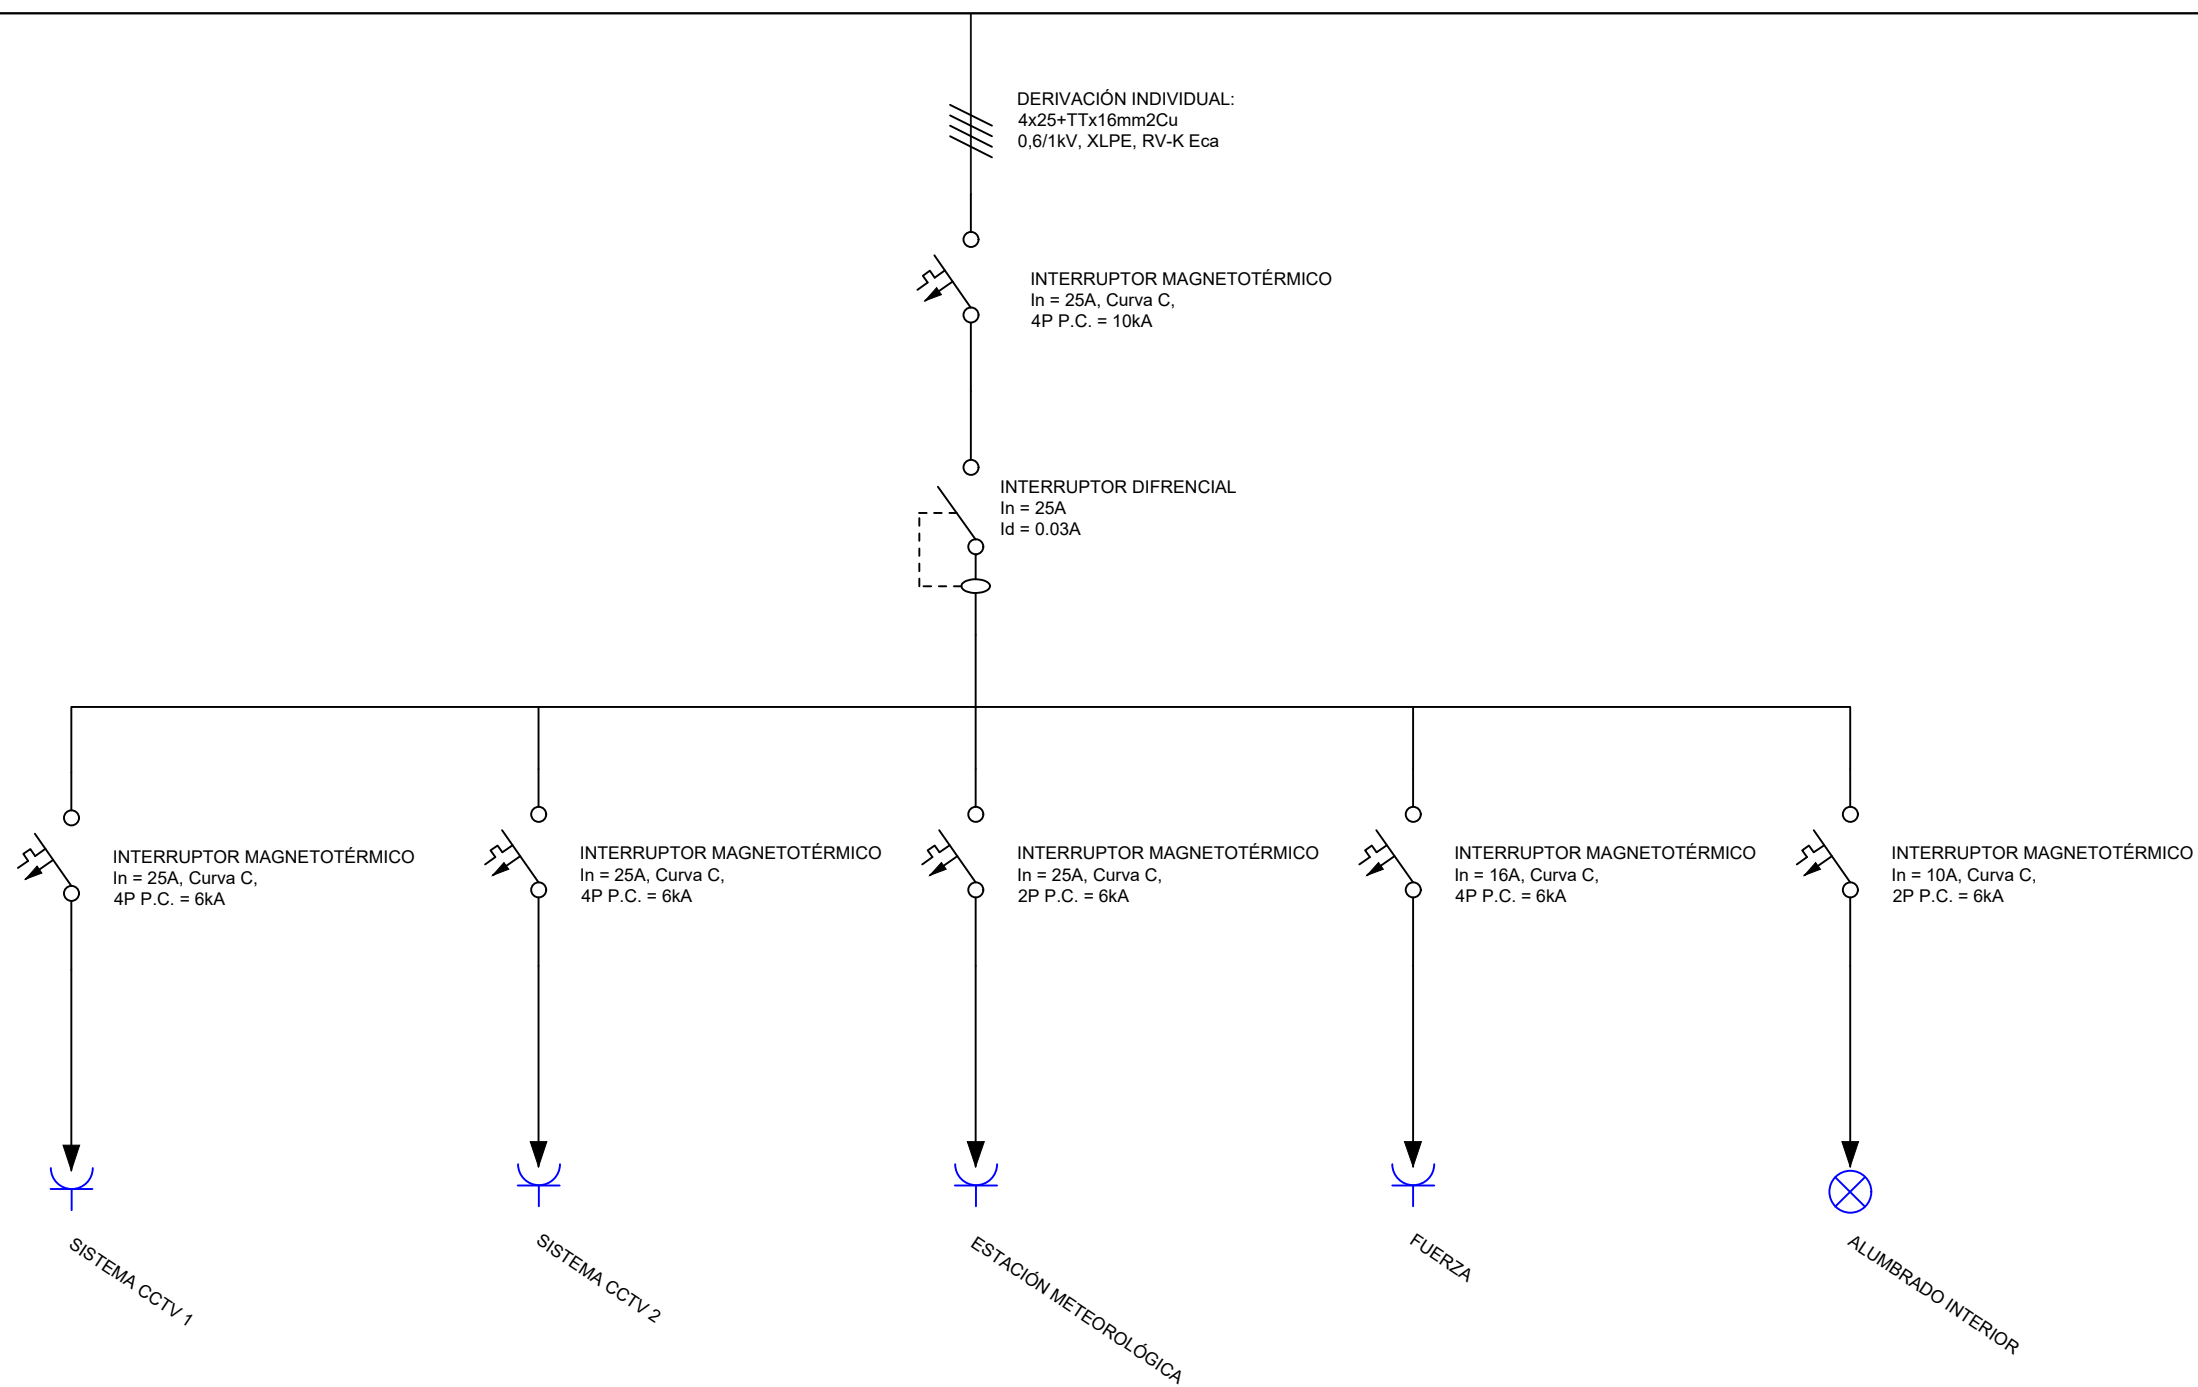 DERIVACIÓN INDIVIDUAL:
4x25+TTx16mm2Cu
0,6/1kV, XLPE, RV-K Eca
INTERRUPTOR MAGNETOTÉRMICO
In = 25A, Curva C,
4P P.C. = 10kA
INTERRUPTOR DIFRENCIAL
In = 25A
Id = 0.03A
INTERRUPTOR MAGNETOTÉRMICO
In = 25A, Curva C,
4P P.C. = 6kA
INTERRUPTOR MAGNETOTÉRMICO
In = 25A, Curva C,
4P P.C. = 6kA
INTERRUPTOR MAGNETOTÉRMICO
In = 25A, Curva C,
2P P.C. = 6kA
INTERRUPTOR MAGNETOTÉRMICO
In = 16A, Curva C,
4P P.C. = 6kA
INTERRUPTOR MAGNETOTÉRMICO
In = 10A, Curva C,
2P P.C. = 6kA
SISTEMA CCTV 1
SISTEMA CCTV 2
ESTACIÓN METEOROLÓGICA
FUERZA
ALUMBRADO INTERIOR